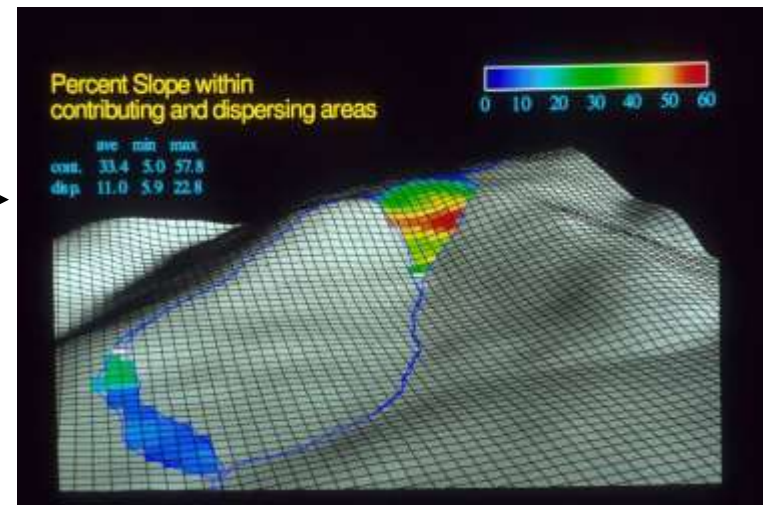 Percent Slope within
contributing and dispersing areas
ave min max
cont. 33.4 5.0 57.8
disp. 11.0 5.9 22.8
0 10 20 30 40 50 60